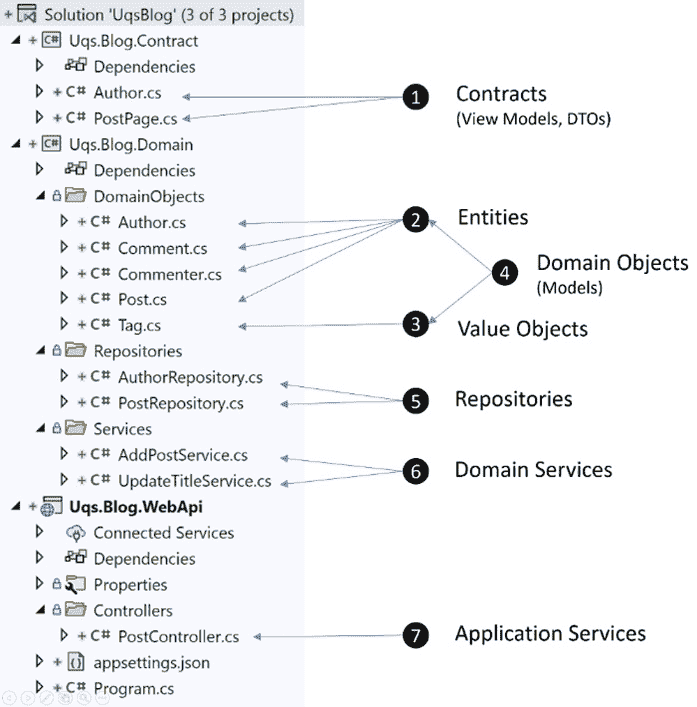 Solution 'UqsBlog' (3 of 3 projects)
Uqs.Blog.Contract
Dependencies
C# Author.cs
1 Contracts
C# PostPage.cs
(View Models, DTOs)
Uqs.Blog.Domain
Dependencies
DomainObjects
C# Author.cs
2 Entities
C# Comment.cs
C# Commenter.cs
4 Domain Objects
(Models)
C# Post.cs
C# Tag.cs
3 Value Objects
Repositories
C# AuthorRepository.cs
C# PostRepository.cs
5 Repositories
Services
C# AddPostService.cs
6 Domain Services
C# UpdateTitleService.cs
Uqs.Blog.WebApi
Connected Services
Dependencies
Properties
Controllers
C# PostController.cs
7 Application Services
appsettings.json
C# Program.cs